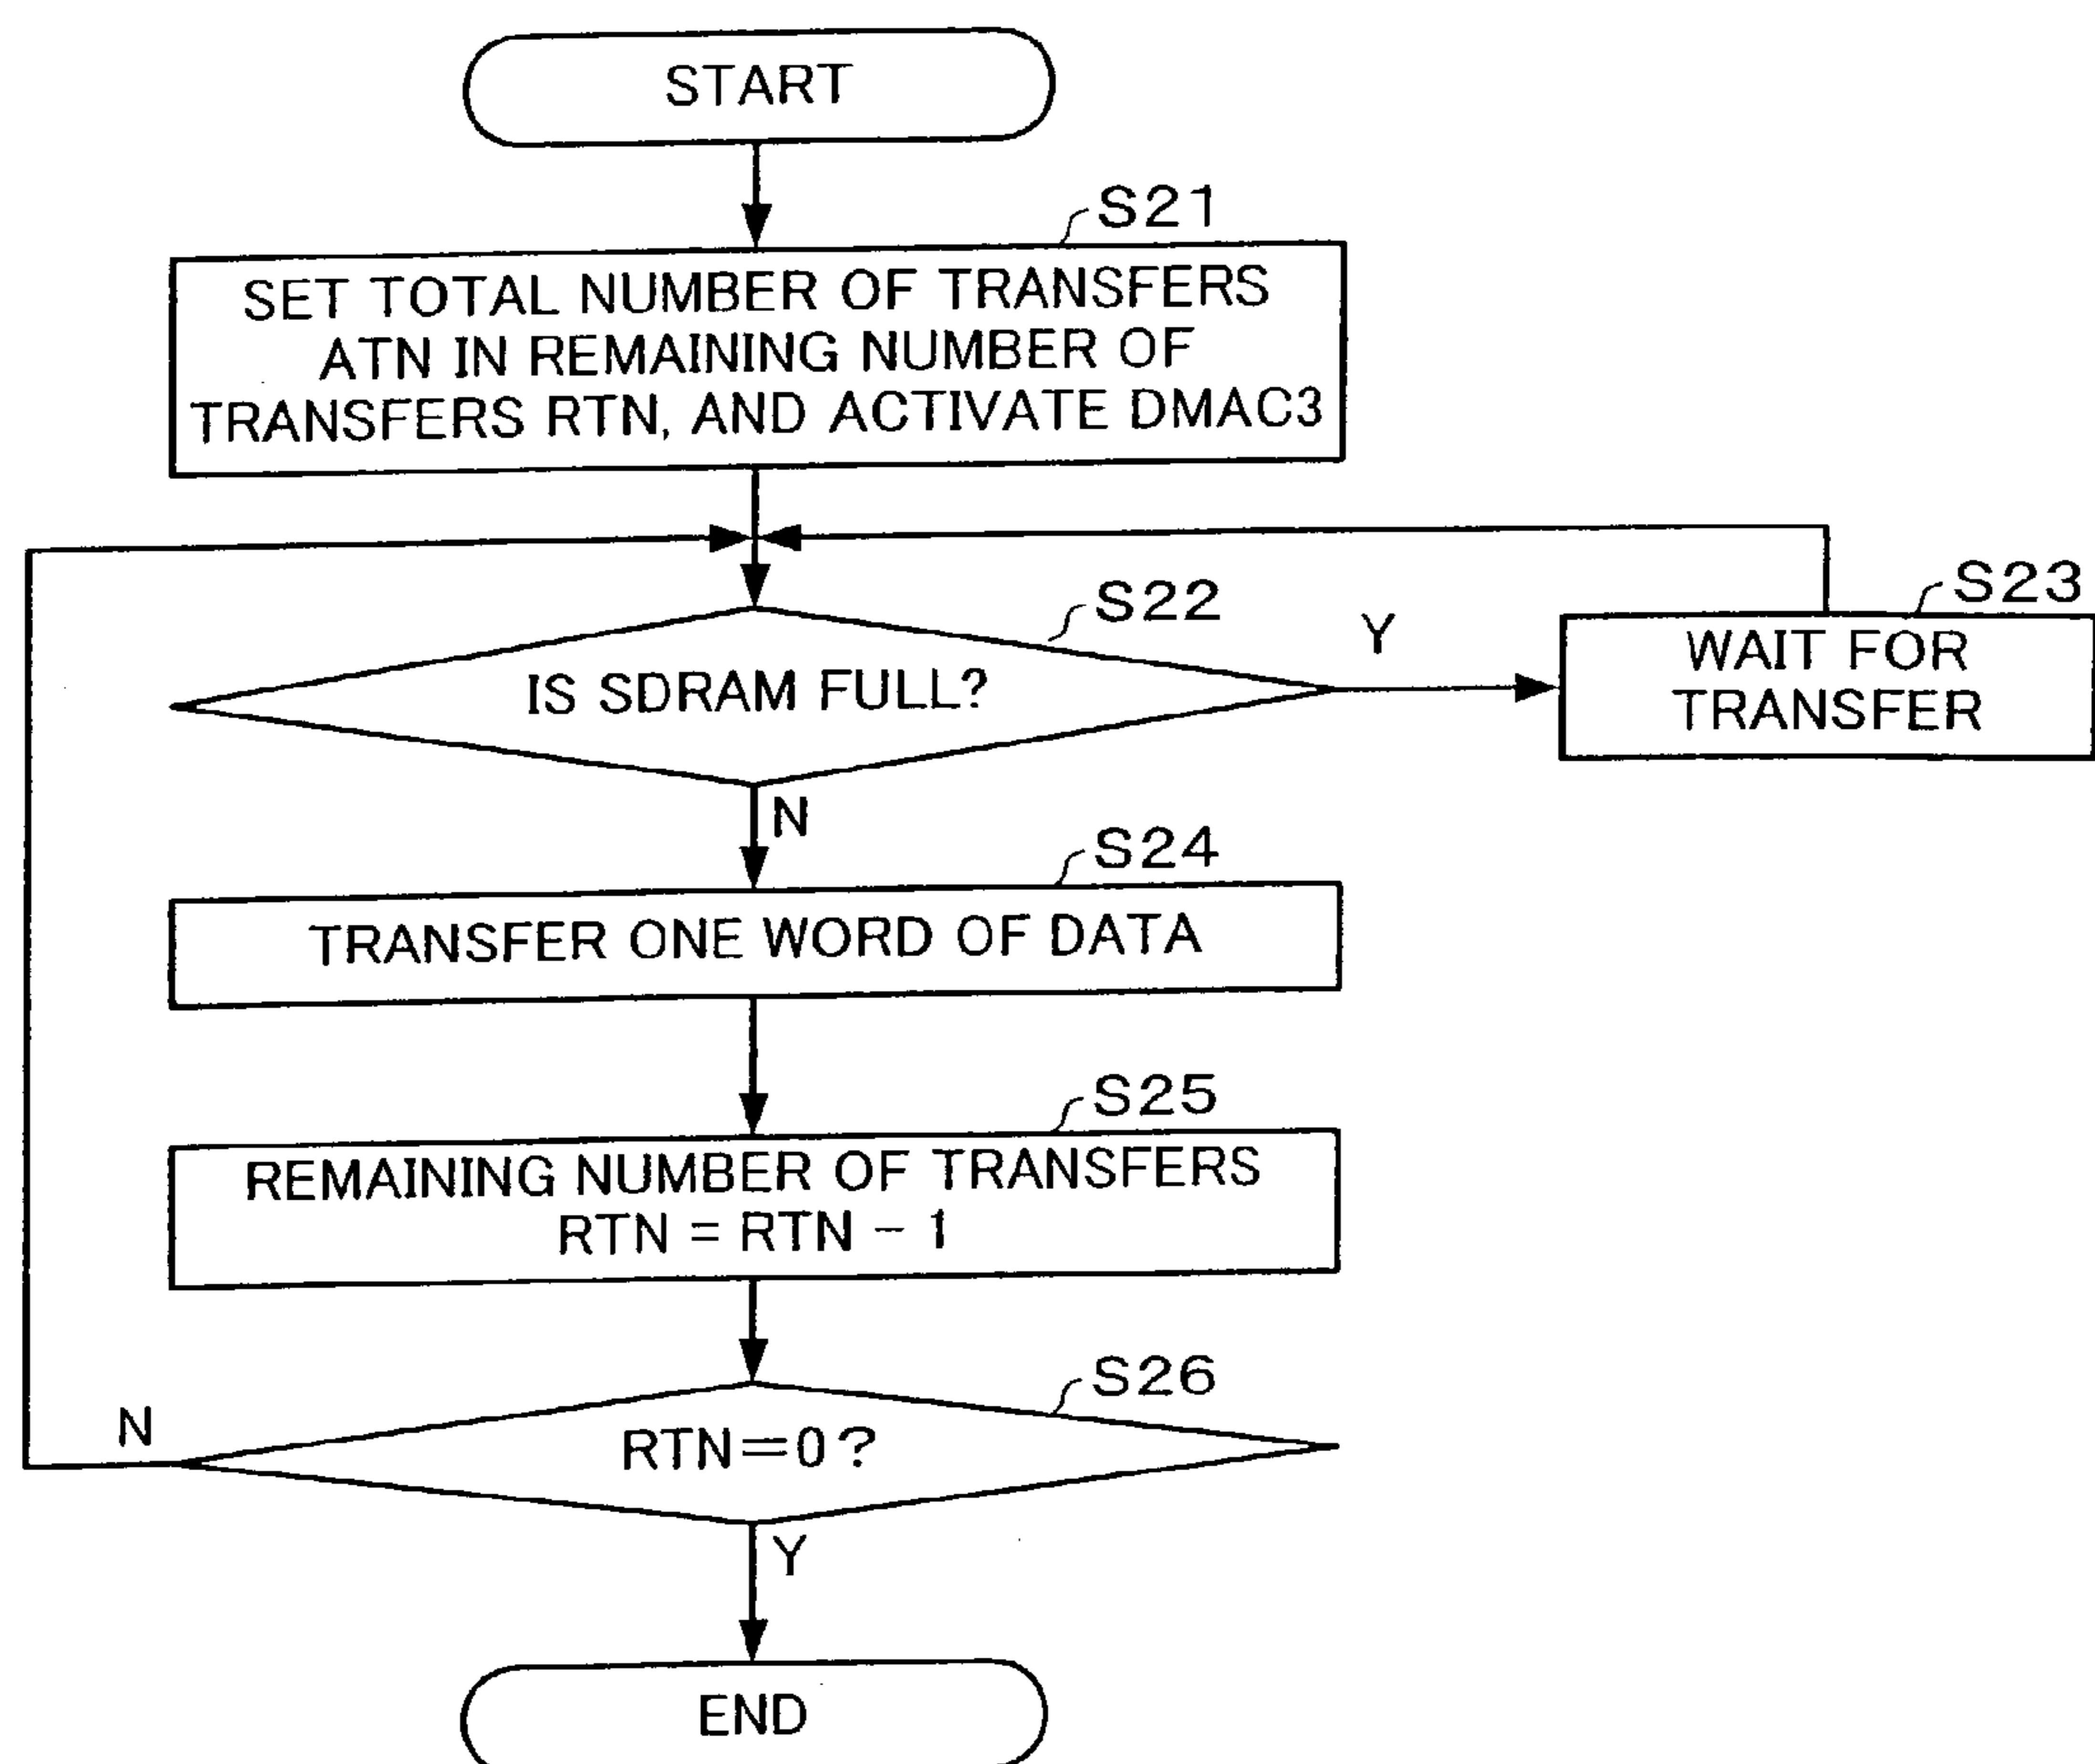 START
S21
SET TOTAL NUMBER OF TRANSFERS
ATN IN REMAINING NUMBER OF
TRANSFERS RTN, AND ACTIVATE DMAC3
S22
IS SDRAM FULL?
Y
S23
WAIT FOR
TRANSFER
N
S24
TRANSFER ONE WORD OF DATA
S25
REMAINING NUMBER OF TRANSFERS
RTN = RTN − 1
S26
RTN=0?
N
Y
END